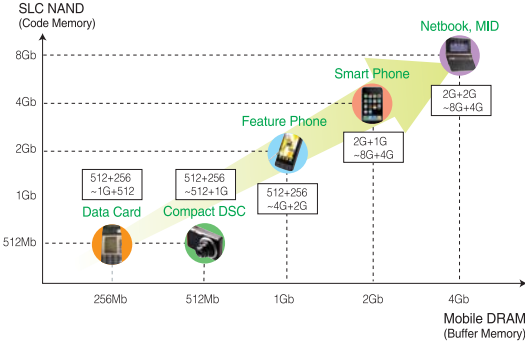 SLC NAND
(Code Memory)
8Gb
4Gb
2Gb
1Gb
512Mb
Netbook, MID
2G+2G
~8G+4G
Smart Phone
2G+1G
~8G+4G
Feature Phone
512+256
~4G+2G
512+256
~1G+512
Data Card
512+256
~512+1G
Compact DSC
256Mb
512Mb
1Gb
2Gb
4Gb
Mobile DRAM
(Buffer Memory)